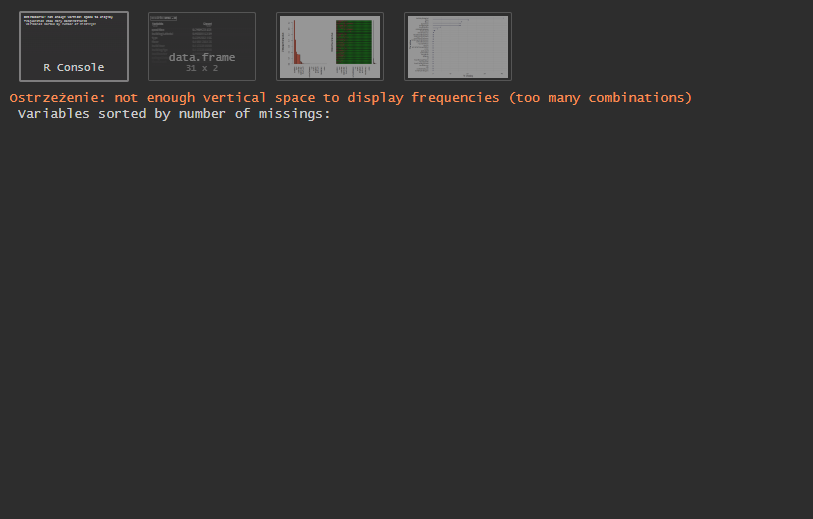 R Console
data.frame
31 x 2
Ostrzeżenie: not enough vertical space to display frequencies (too many combinations)
Variables sorted by number of missings: